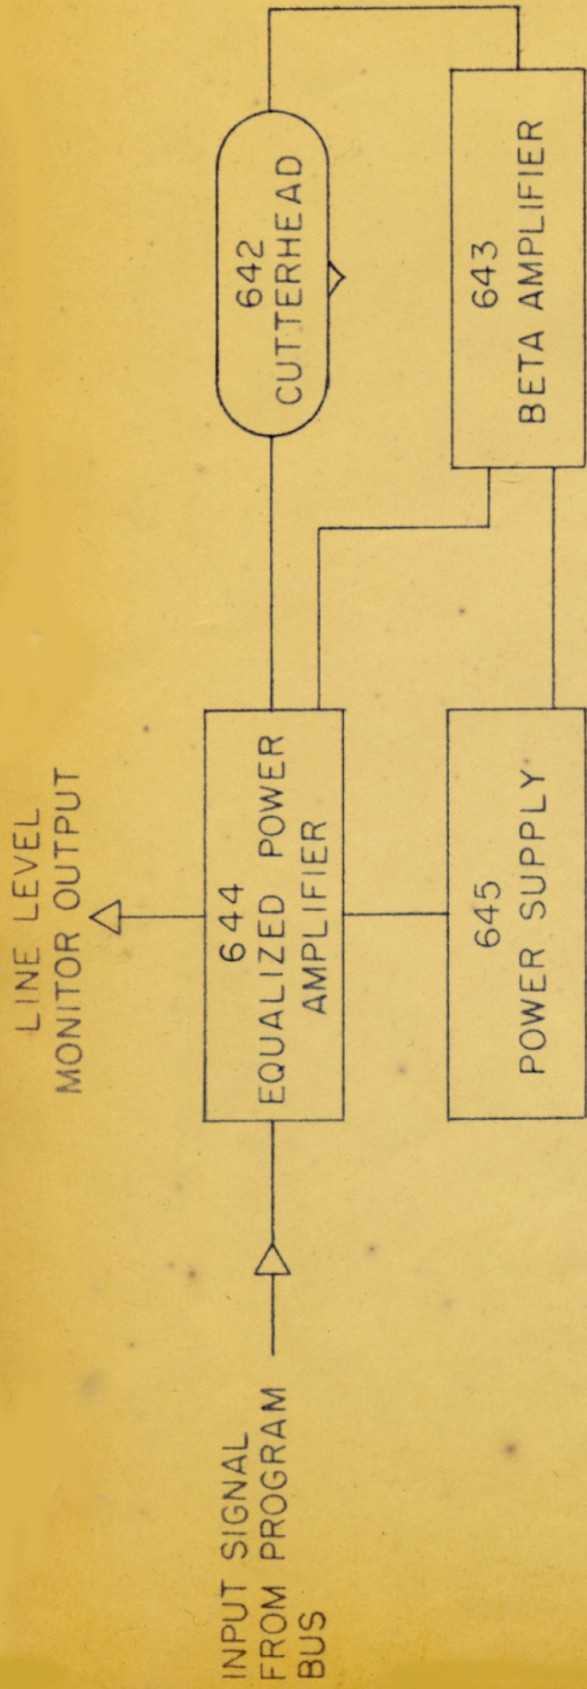 LINE LEVEL
MONITOR OUTPUT
INPUT SIGNAL
FROM PROGRAM
BUS
644
EQUALIZED POWER
AMPLIFIER
642
CUTTERHEAD
645
POWER SUPPLY
643
BETA AMPLIFIER